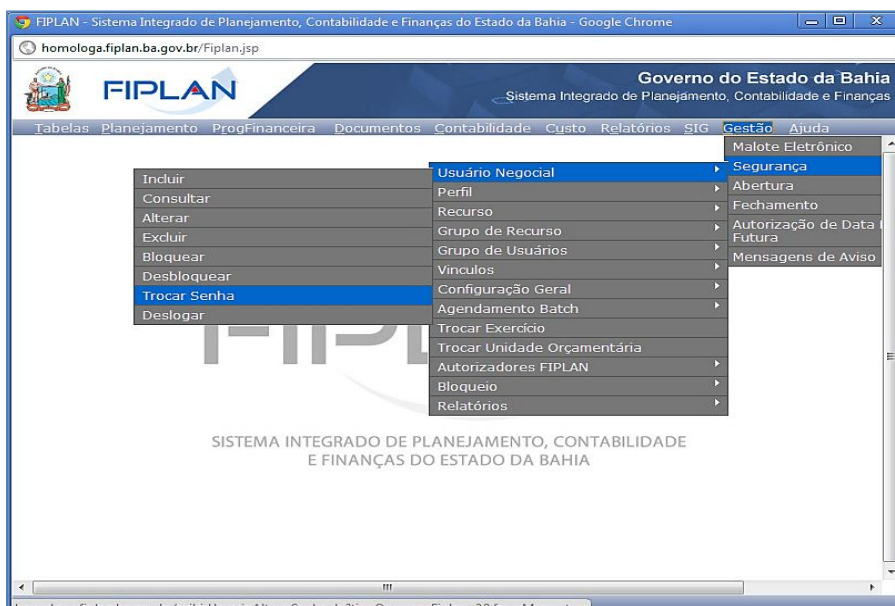 FIPLAN - Sistema Integrado de Planejamento, Contabilidade e Finanças do Estado da Bahia - Google Chrome
homologa.fiplan.ba.gov.br/Fiplan.jsp
FIPLAN
Governo do Estado da Bahia
Sistema Integrado de Planejamento, Contabilidade e Finanças
Tabelas Planejamento ProgFinanceira Documentos Contabilidade Custo Relatórios SIG Gestão Ajuda
Malote Eletrônico
Segurança
Abertura
Fechamento
Autorização de Data
Futura
Mensagens de Aviso
Usuário Negocial
Perfil
Recurso
Grupo de Recurso
Grupo de Usuários
Vinculos
Configuração Geral
Agendamento Batch
Trocar Exercício
Trocar Unidade Orçamentária
Autorizadores FIPLAN
Bloqueio
Relatórios
Incluir
Consultar
Alterar
Excluir
Bloquear
Desbloquear
Trocar Senha
Deslogar
SISTEMA INTEGRADO DE PLANEJAMENTO, CONTABILIDADE
E FINANÇAS DO ESTADO DA BAHIA